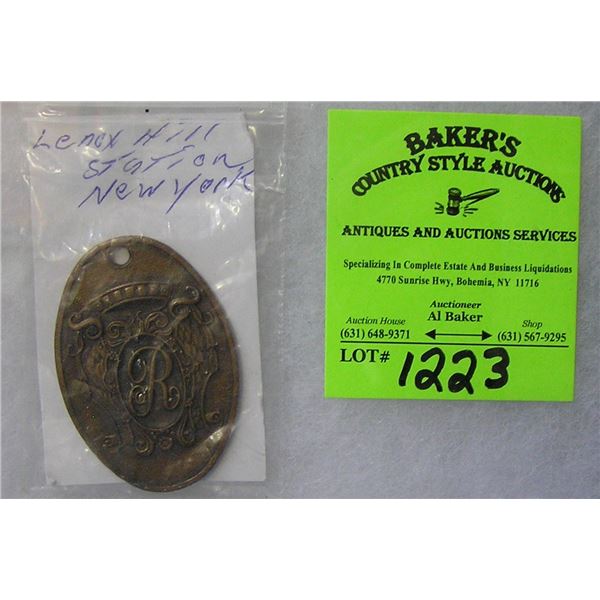 Lenox Hill
Station
New York
R
BAKER'S
COUNTRY STYLE AUCTIONS
ANTIQUES AND AUCTIONS SERVICES
Specializing In Complete Estate And Business Liquidations
4770 Sunrise Hwy, Bohemia, NY 11716
Auctioneer
Al Baker
Auction House
(631) 648-9371
Shop
(631) 567-9295
LOT# 1223